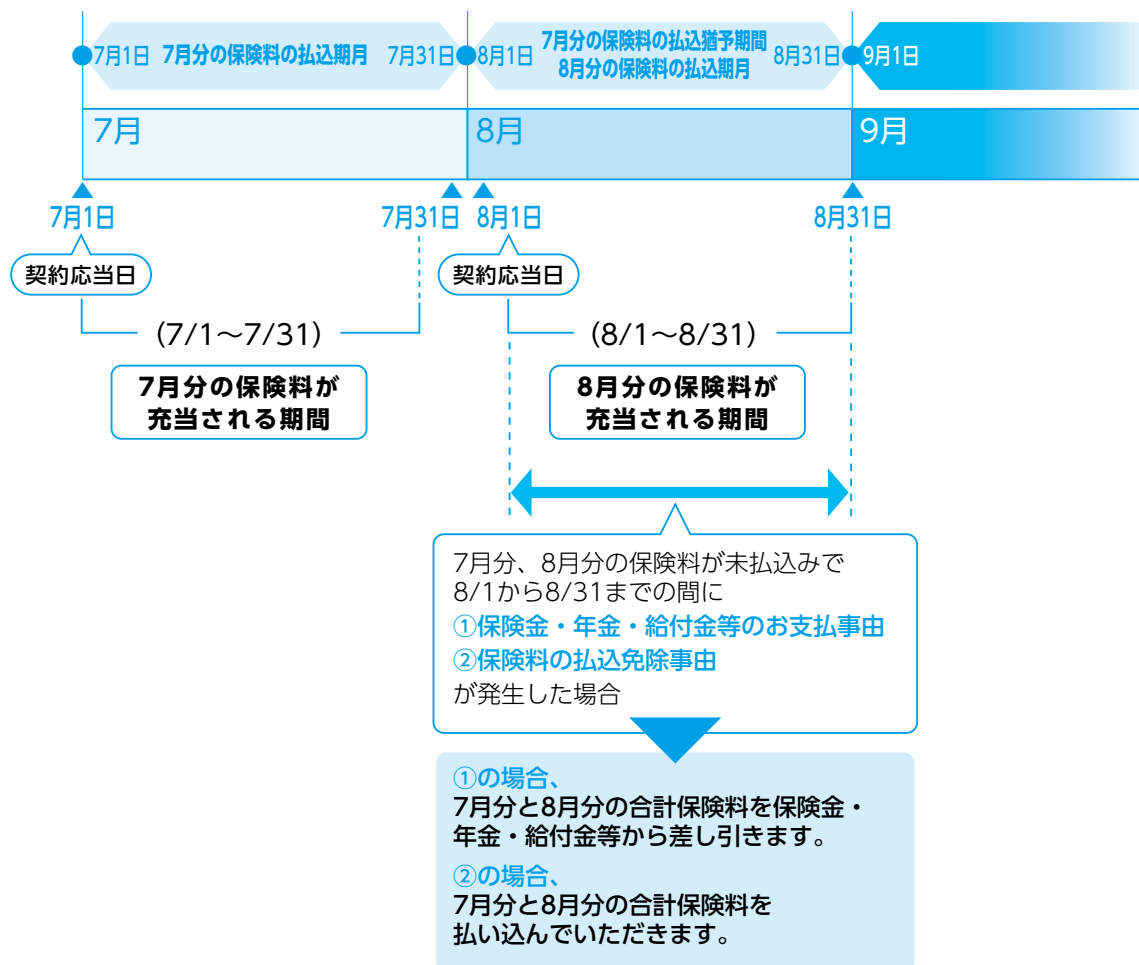 7月1日 7月分の保険料の払込期月 7月31日
8月1日 7月分の保険料の払込猶予期間
8月分の保険料の払込期月 8月31日
9月1日
7月 8月 9月
7月1日 7月31日 8月1日 8月31日
契約応当日 契約応当日
(7/1~7/31) (8/1~8/31)
7月分の保険料が
充当される期間
8月分の保険料が
充当される期間
7月分、8月分の保険料が未払込みで
8/1から8/31までの間に
①保険金・年金・給付金等のお支払事由
②保険料の払込免除事由
が発生した場合
①の場合、
7月分と8月分の合計保険料を保険金・
年金・給付金等から差し引きます。
②の場合、
7月分と8月分の合計保険料を
払い込んでいただきます。